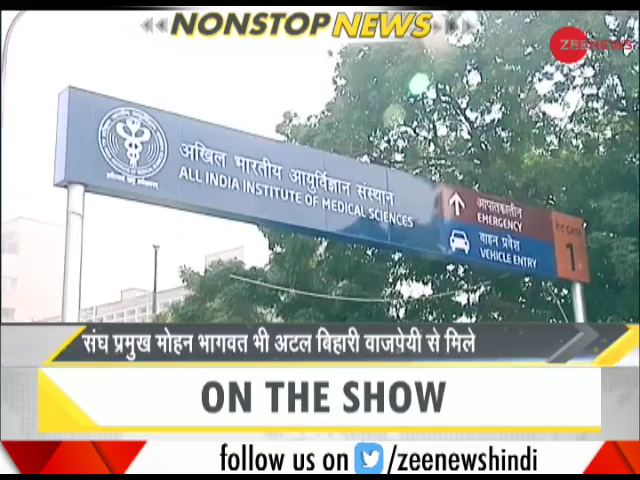 NONSTOP NEWS
ZEE NEWS
अखिल भारतीय आयुर्विज्ञान संस्थान
ALL INDIA INSTITUTE OF MEDICAL SCIENCES
आपातकालीन
EMERGENCY
वाहन प्रवेश
VEHICLE ENTRY
गेट GATE
1
संघ प्रमुख मोहन भागवत भी अटल बिहारी वाजपेयी से मिले
ON THE SHOW
follow us on /zeenewshindi